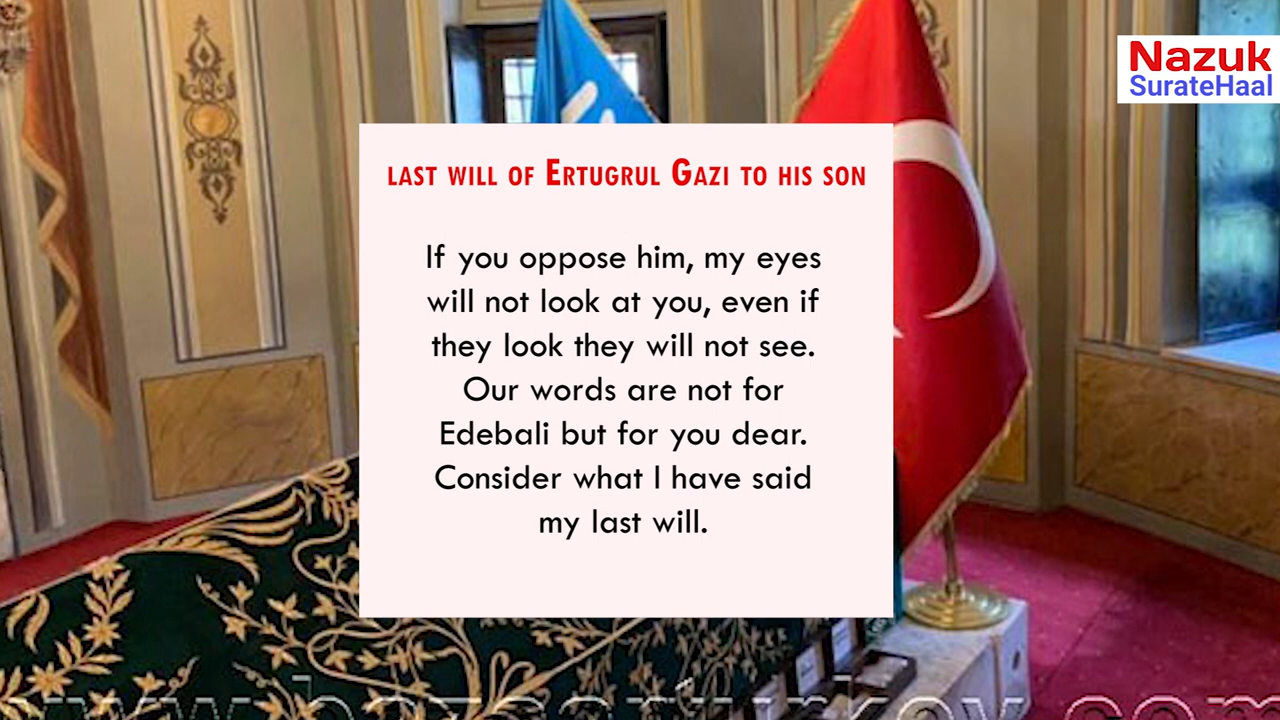 Nazuk
SurateHaal
LAST WILL OF ERTUGRUL GAZI TO HIS SON
If you oppose him, my eyes
will not look at you, even if
they look they will not see.
Our words are not for
Edebali but for you dear.
Consider what I have said
my last will.